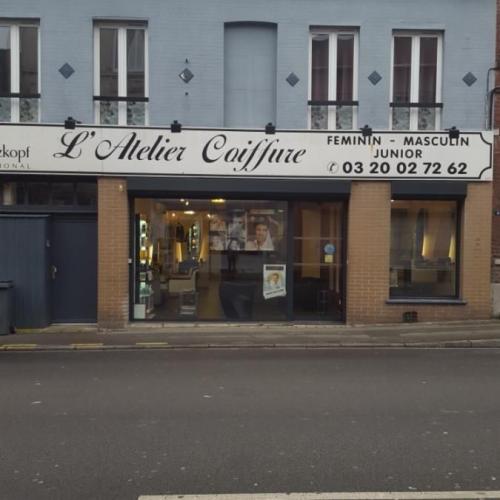 L'Atelier Coiffure
FEMININ - MASCULIN
JUNIOR
03 20 02 72 62